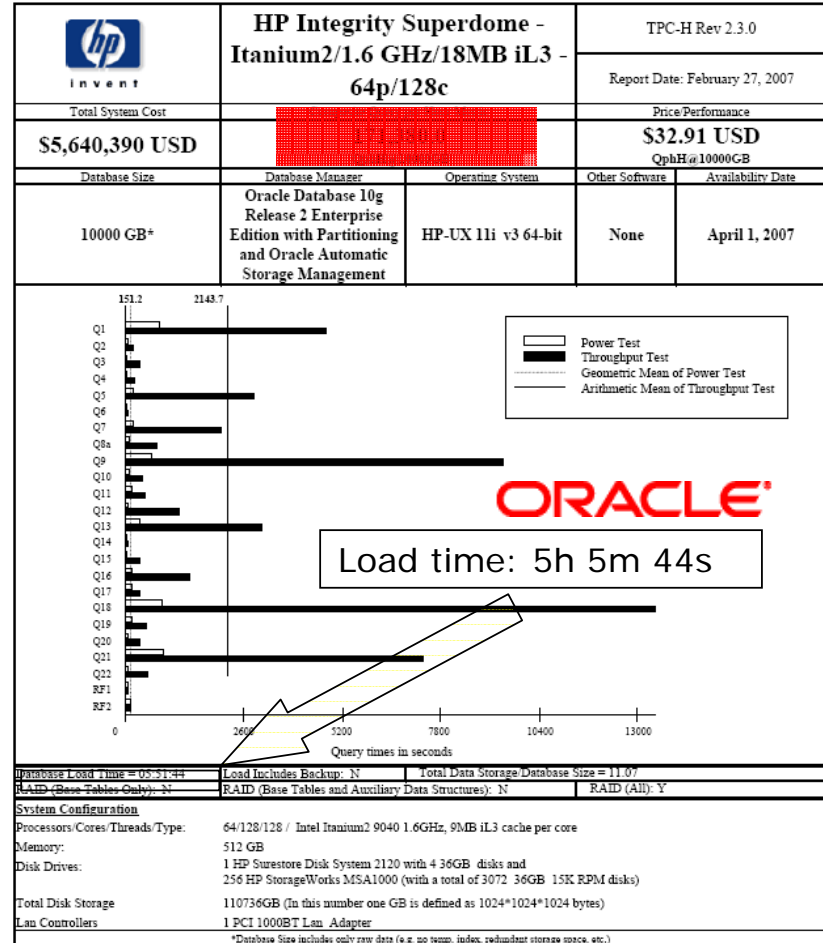 hp
invent
HP Integrity Superdome -
Itanium2/1.6 GHz/18MB iL3 -
64p/128c
TPC-H Rev 2.3.0
Report Date: February 27, 2007
Total System Cost
Price/Performance
$5,640,390 USD
$32.91 USD
QphH@10000GB
Database Size
Database Manager
Operating System
Other Software
Availability Date
10000 GB*
Oracle Database 10g
Release 2 Enterprise
Edition with Partitioning
and Oracle Automatic
Storage Management
HP-UX 11i v3 64-bit
None
April 1, 2007
151.2
2143.7
Q1
Q2
Q3
Q4
Q5
Q6
Q7
Q8a
Q9
Q10
Q11
Q12
Q13
Q14
Q15
Q16
Q17
Q18
Q19
Q20
Q21
Q22
RF1
RF2
Power Test
Throughput Test
Geometric Mean of Power Test
Arithmetic Mean of Throughput Test
ORACLE
Load time: 5h 5m 44s
0
2600
5200
7800
10400
13000
Query times in seconds
Database Load Time = 05:51:44
Load Includes Backup: N
Total Data Storage/Database Size = 11.07
RAID (Base Tables Only): N
RAID (Base Tables and Auxiliary Data Structures): N
RAID (All): Y
System Configuration
Processors/Cores/Threads/Type: 64/128/128 / Intel Itanium2 9040 1.6GHz, 9MB iL3 cache per core
Memory: 512 GB
Disk Drives: 1 HP Surestore Disk System 2120 with 4 36GB disks and
256 HP StorageWorks MSA1000 (with a total of 3072 36GB 15K RPM disks)
Total Disk Storage 110736GB (In this number one GB is defined as 1024*1024*1024 bytes)
Lan Controllers 1 PCI 1000BT Lan Adapter
*Database Size includes only raw data (e.g. no temp, index, redundant storage space, etc.)